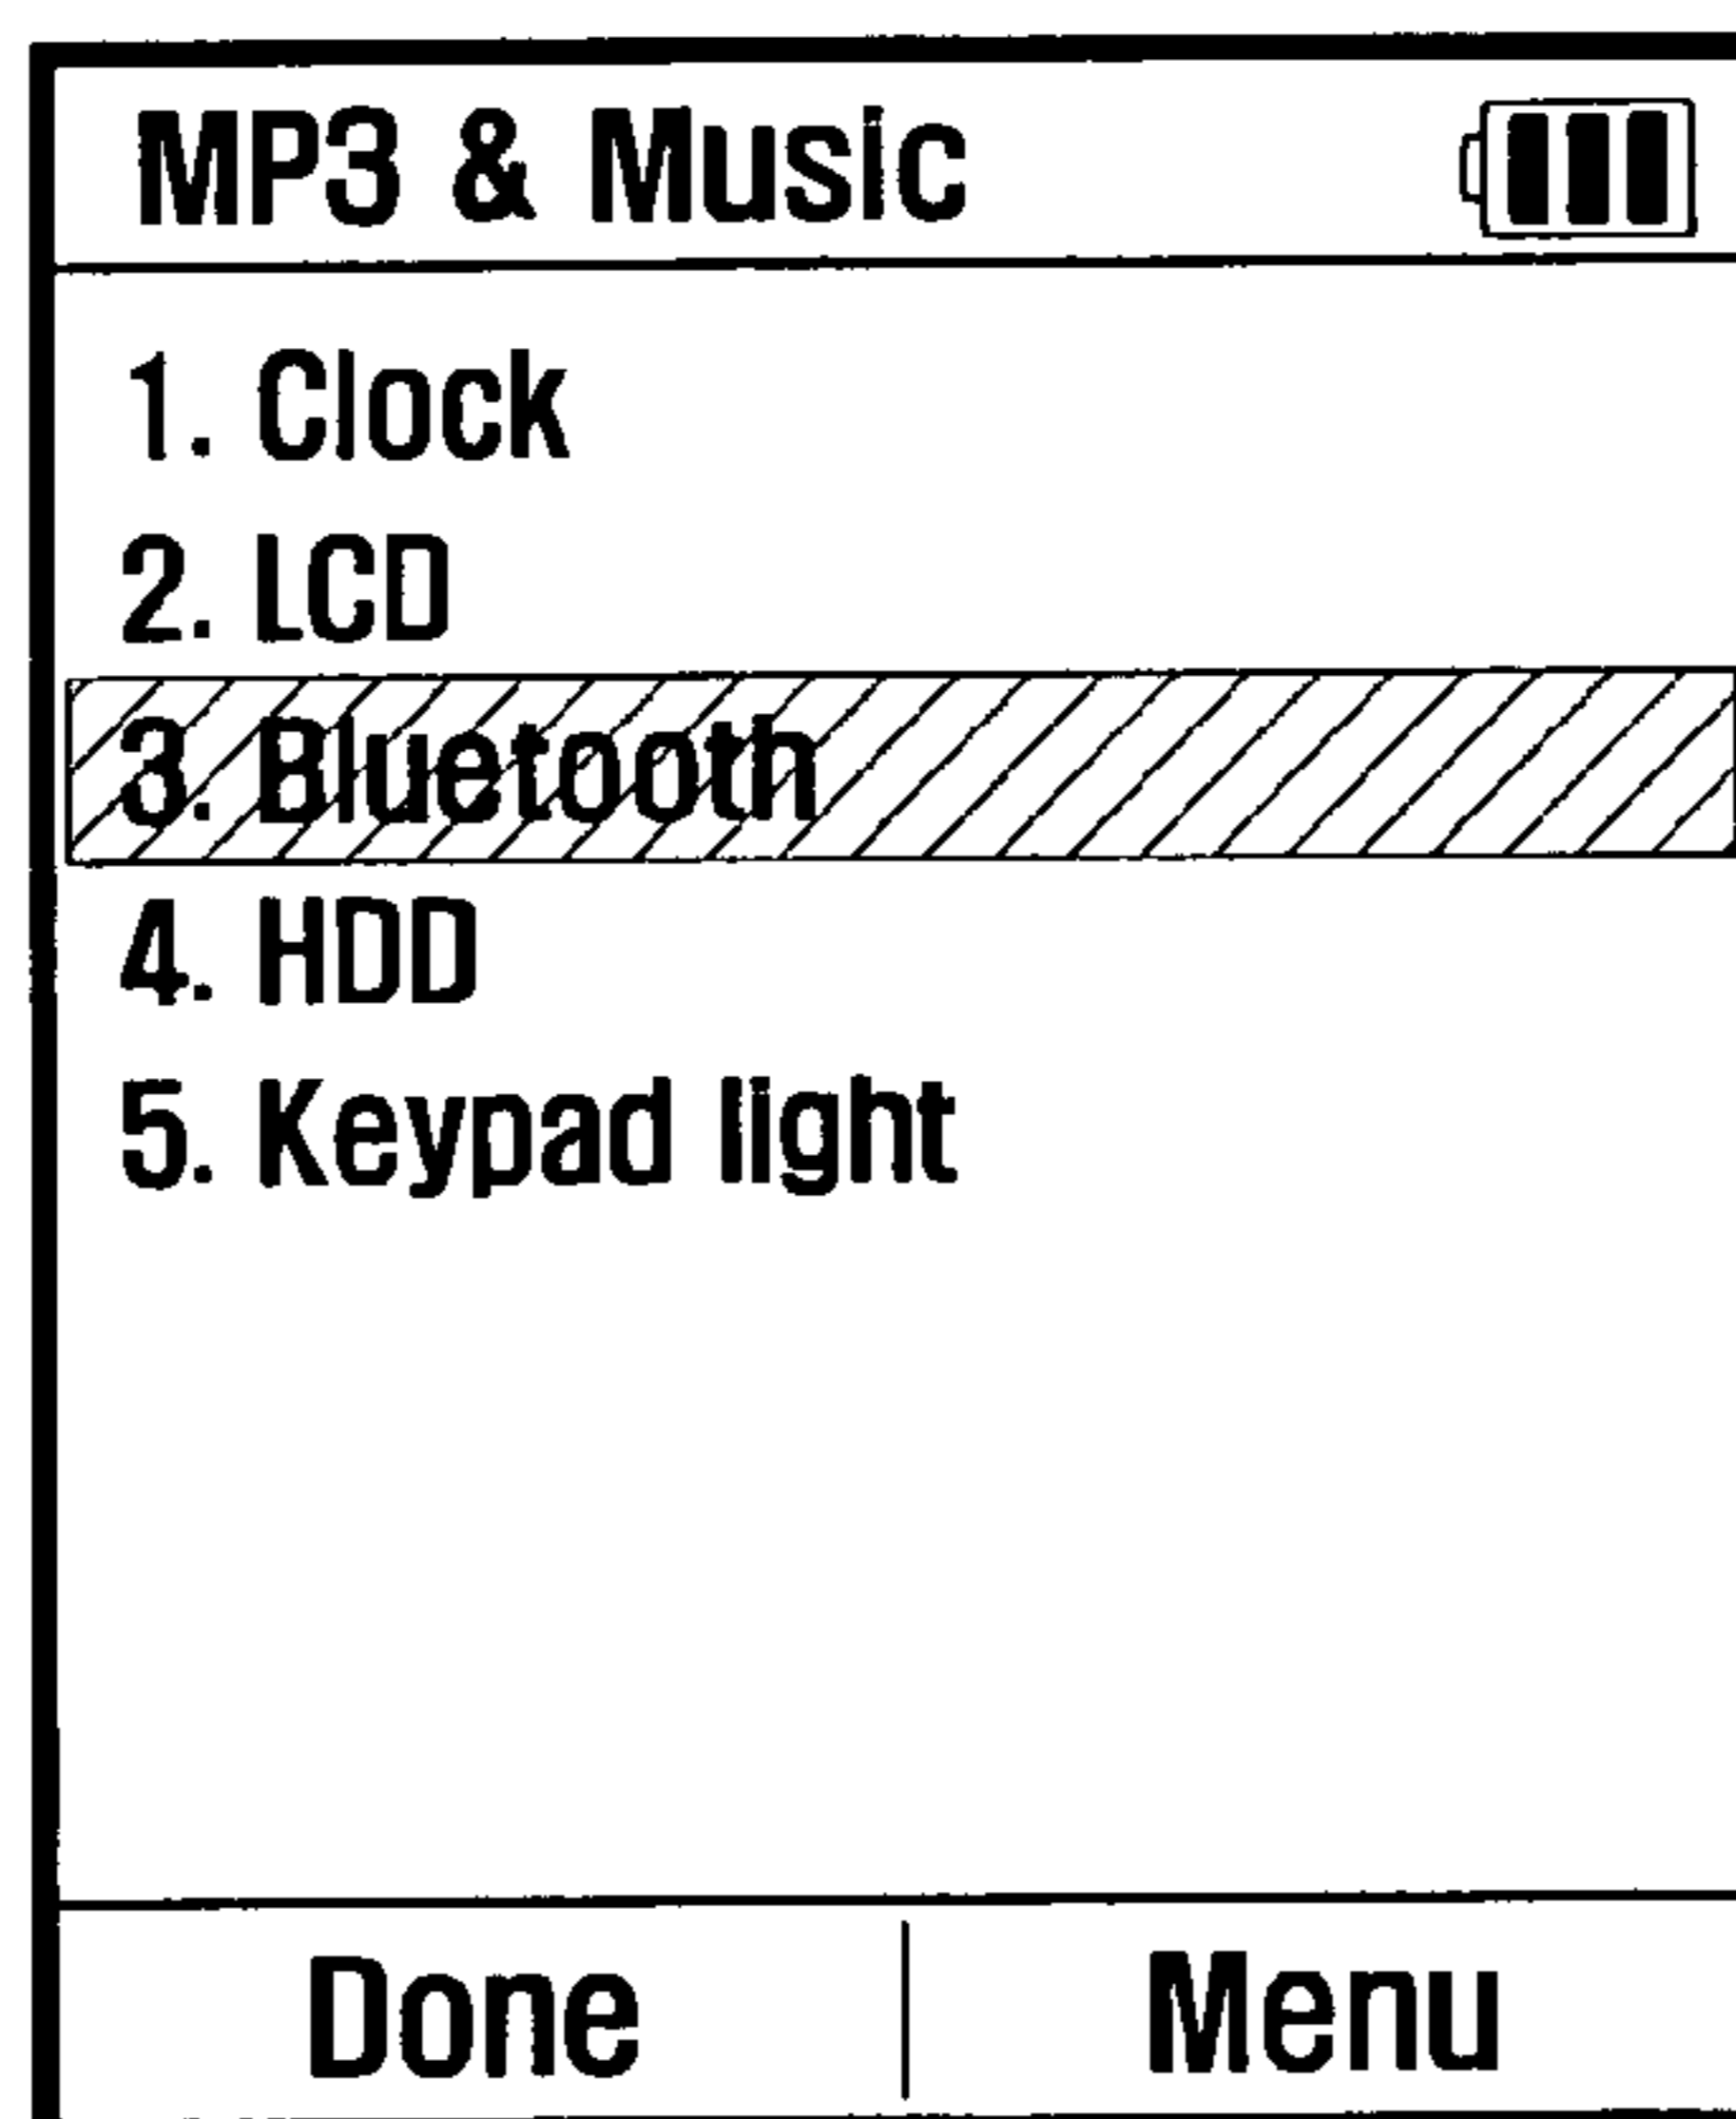 MP3 & Music
1. Clock
2. LCD
3. Bluetooth
4. HDD
5. Keypad light
Done Menu